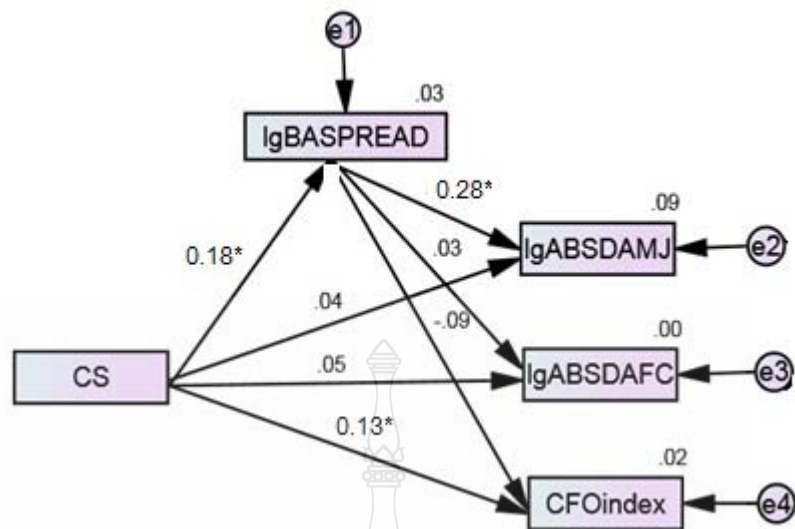 e1
.03
lgBASPREAD
0.28*
.09
lgABSDAMJ
e2
0.18*
.03
.04
-.09
.00
CS
.05
lgABSDAFC
e3
0.13*
.02
CFOindex
e4